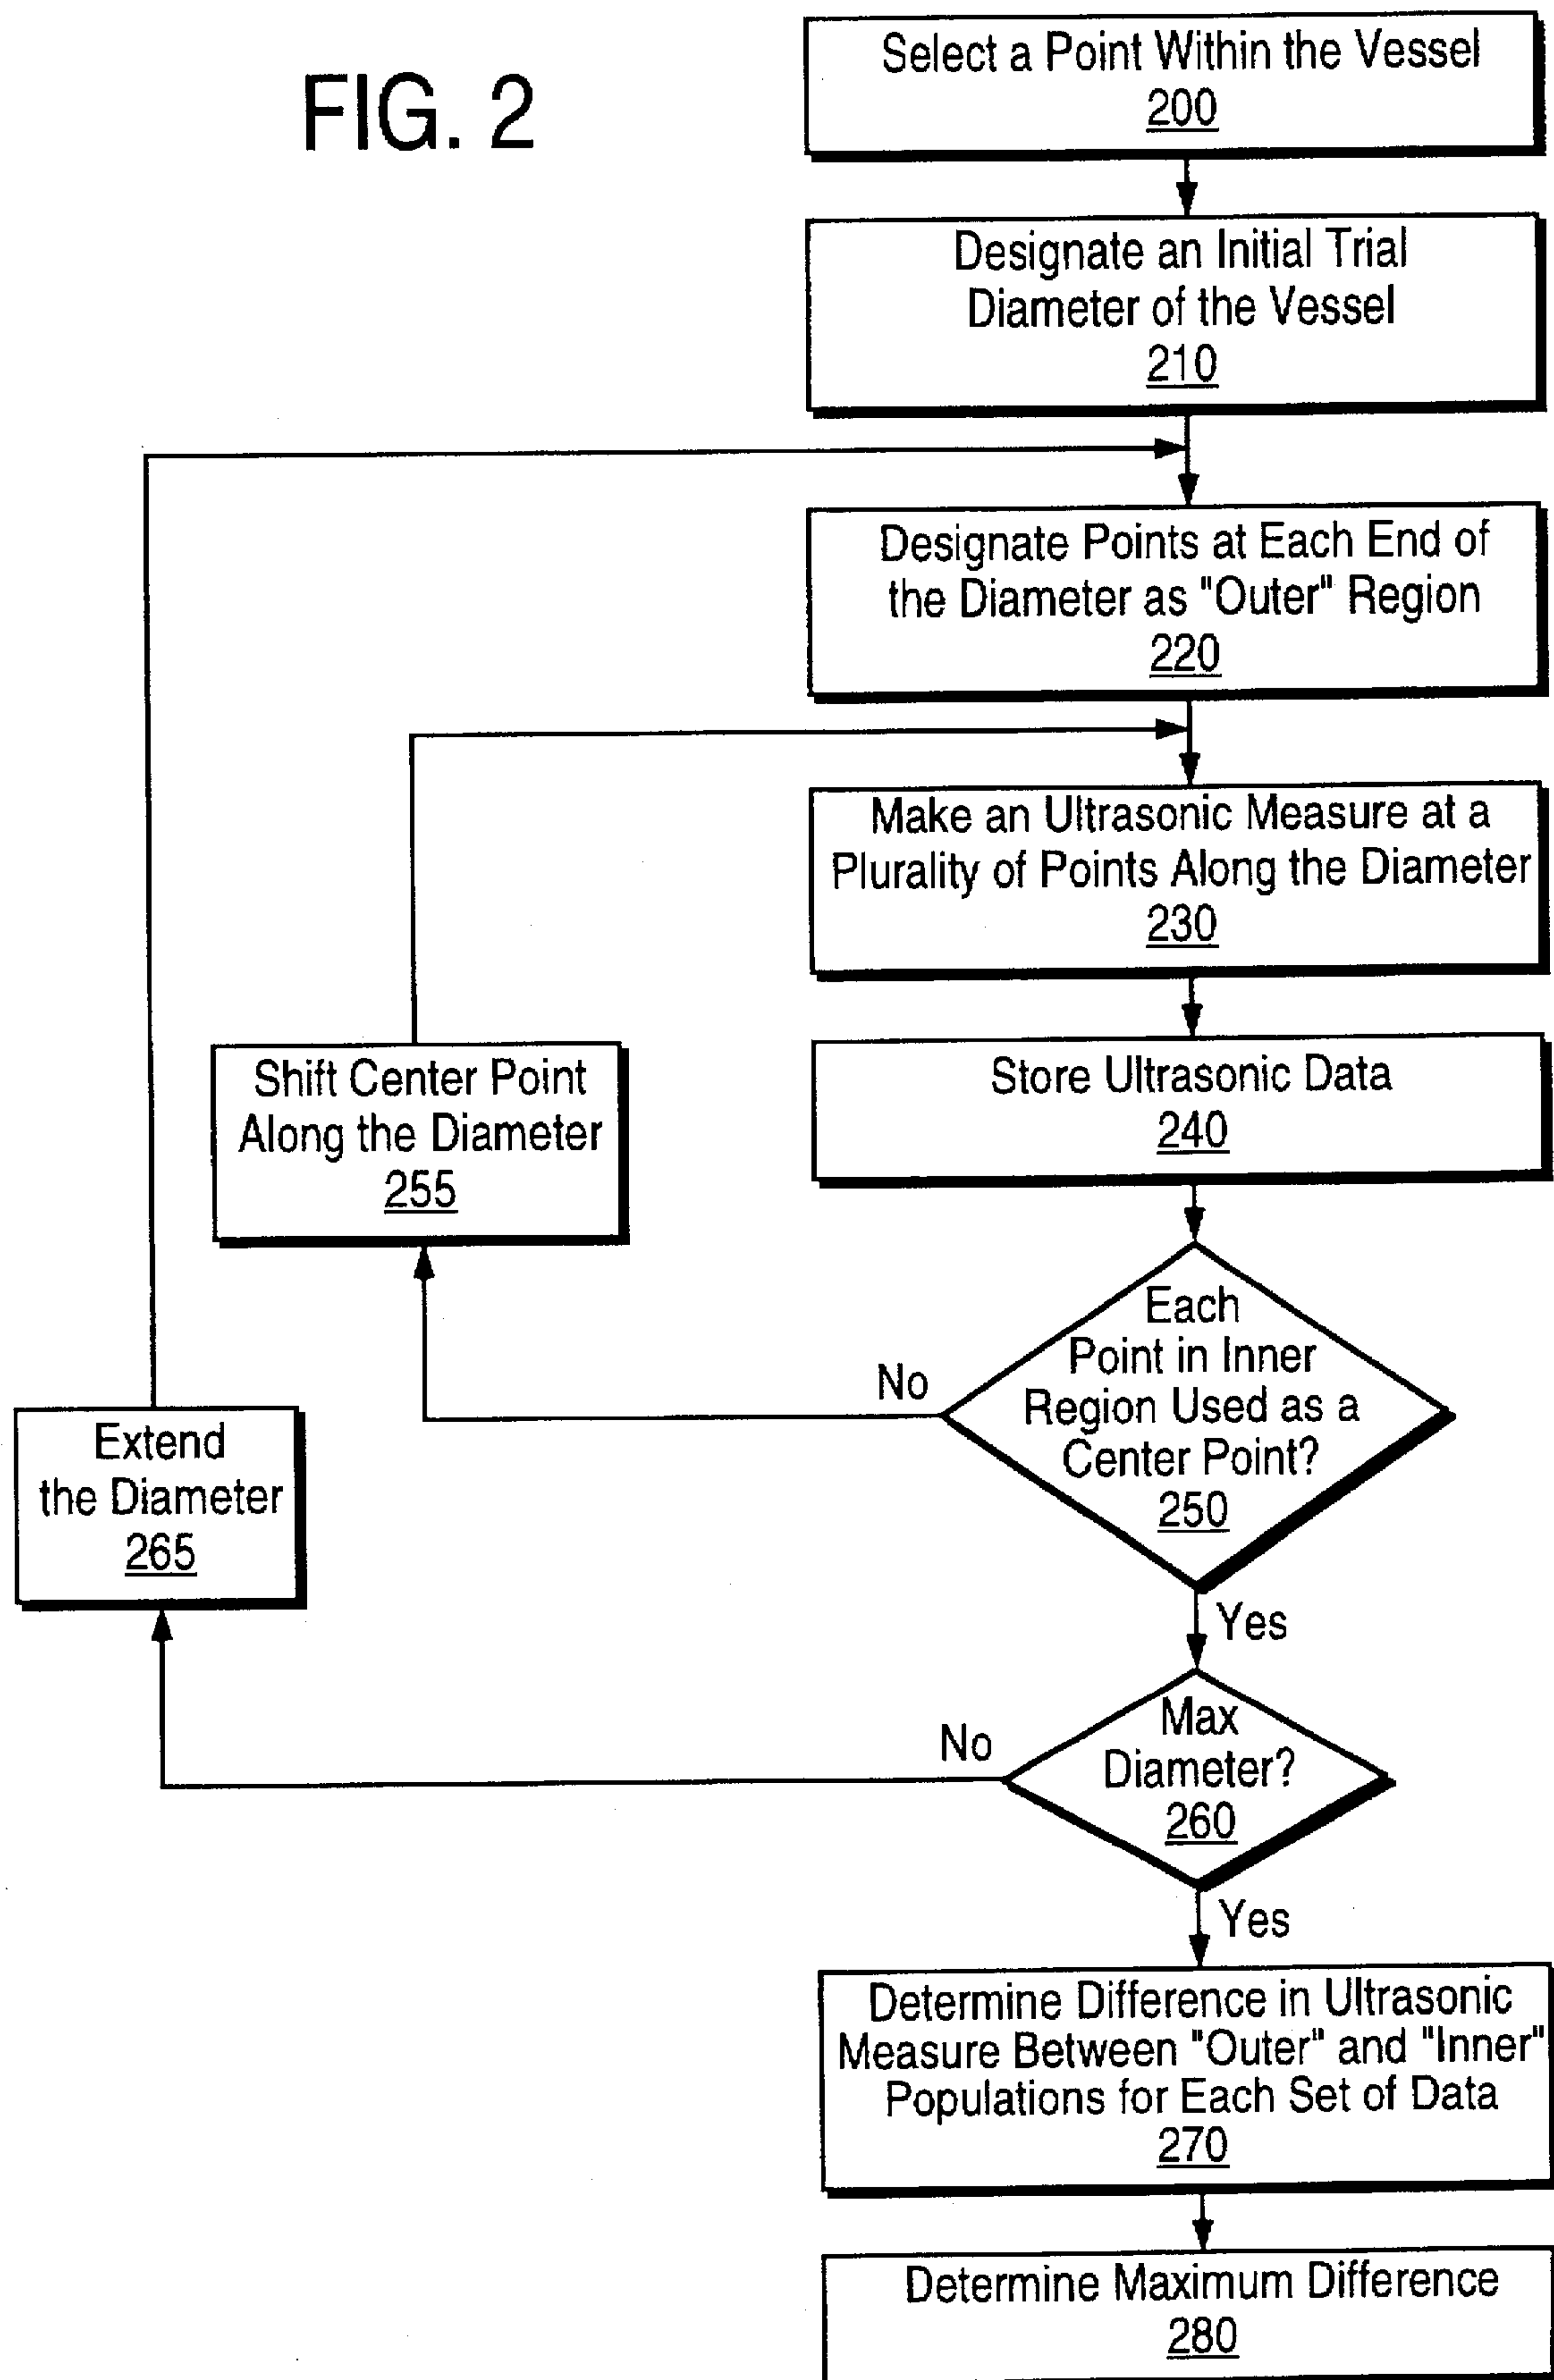 FIG. 2
Select a Point Within the Vessel
200
Designate an Initial Trial
Diameter of the Vessel
210
Designate Points at Each End of
the Diameter as "Outer" Region
220
Make an Ultrasonic Measure at a
Plurality of Points Along the Diameter
230
Store Ultrasonic Data
240
Shift Center Point
Along the Diameter
255
Each
Point in Inner
Region Used as a
Center Point?
250
No
Yes
Extend
the Diameter
265
Max
Diameter?
260
No
Yes
Determine Difference in Ultrasonic
Measure Between "Outer" and "Inner"
Populations for Each Set of Data
270
Determine Maximum Difference
280